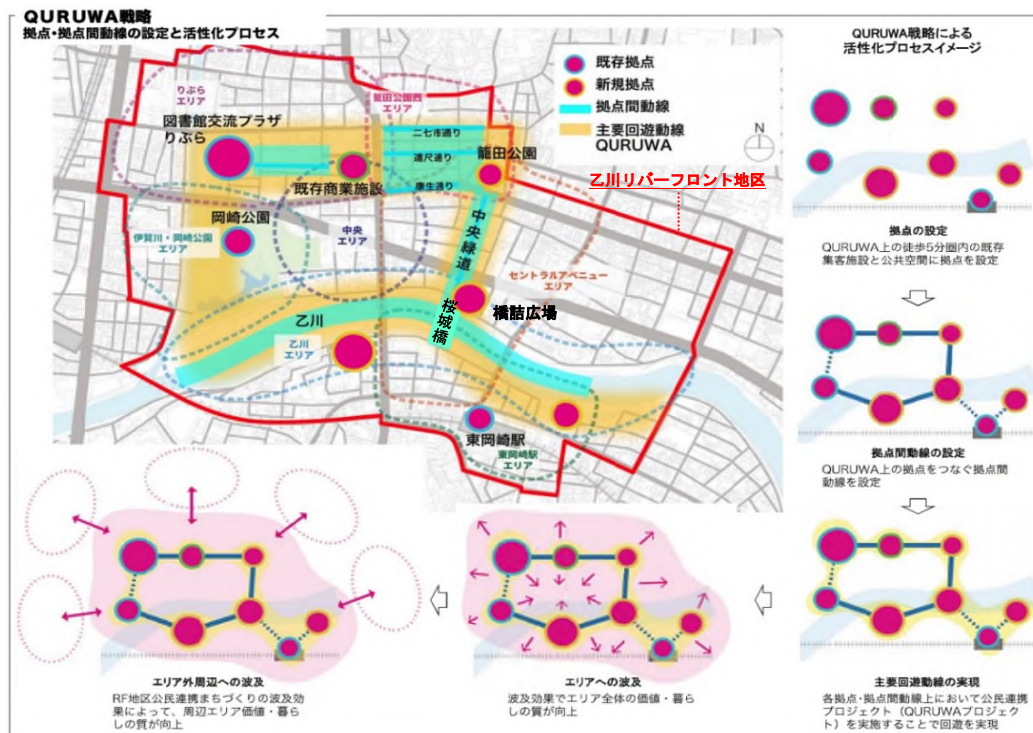 QURUWA戦略
拠点・拠点間動線の設定と活性化プロセス
既存拠点
新規拠点
拠点間動線
主要回遊動線
QURUWA
N
りぶら
エリア
籠田公園西
エリア
図書館交流プラザ
りぶら
二七市通り
連尺通り
康生通り
籠田公園
既存商業施設
乙川リバーフロント地区
岡崎公園
伊賀川・岡崎公園
エリア
中央
エリア
中央緑道
セントラルアベニュー
エリア
桜城橋
橋詰広場
乙川
乙川
エリア
東岡崎駅
東岡崎駅
エリア
QURUWA戦略による
活性化プロセスイメージ
拠点の設定
QURUWA上の徒歩5分圏内の既存
集客施設と公共空間に拠点を設定
拠点間動線の設定
QURUWA上の拠点をつなぐ拠点間
動線を設定
主要回遊動線の実現
各拠点・拠点間動線上において公民連携
プロジェクト（QURUWAプロジェク
ト）を実施することで回遊を実現
エリアへの波及
波及効果でエリア全体の価値・暮ら
しの質が向上
エリア外周辺への波及
RF地区公民連携まちづくりの波及効
果によって、周辺エリア価値・暮ら
しの質が向上